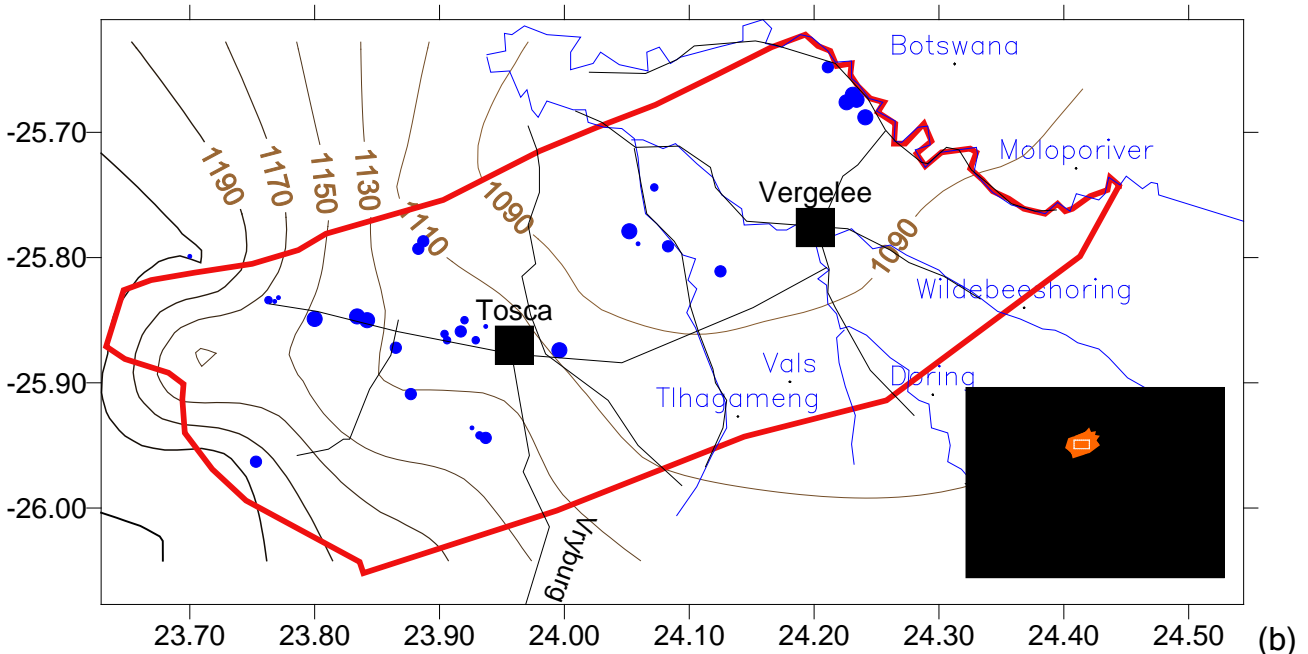 Botswana
-25.70
Moloporiver
1190
1170
1150
1130
1110
1090
Vergelee
-25.80
1090
Wildebeeshoring
Tosca
Vals
Doring
-25.90
Tlhagameng
-26.00
Vryburg
23.70 23.80 23.90 24.00 24.10 24.20 24.30 24.40 24.50 (b)